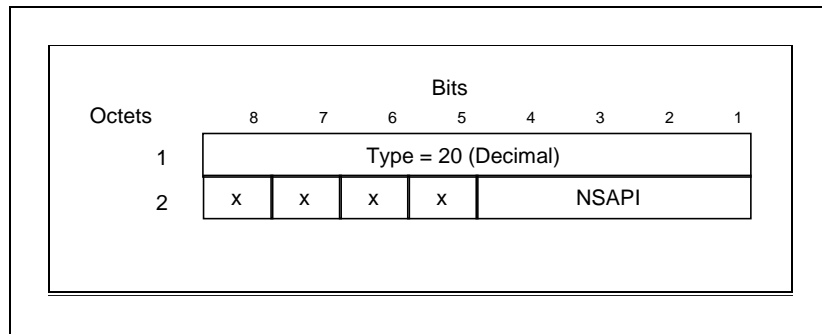 Bits
Octets 8 7 6 5 4 3 2 1
1 Type = 20 (Decimal)
2 x x x x NSAPI